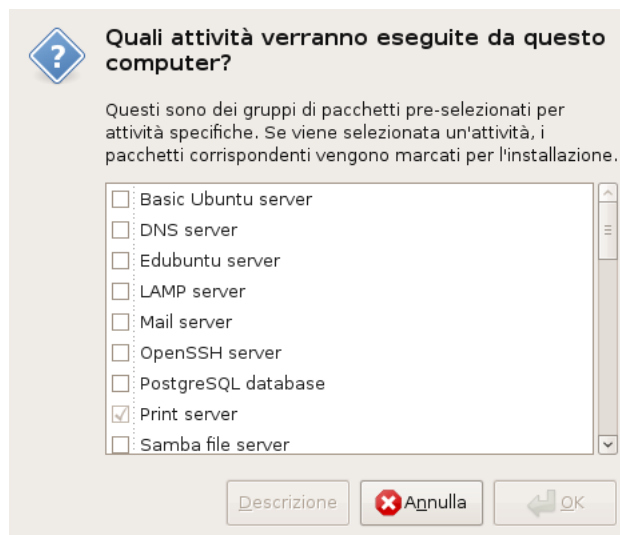 Quali attività verranno eseguite da questo
computer?
Questi sono dei gruppi di pacchetti pre-selezionati per
attività specifiche. Se viene selezionata un'attività, i
pacchetti corrispondenti vengono marcati per l'installazione.
Basic Ubuntu server
DNS server
Edubuntu server
LAMP server
Mail server
OpenSSH server
PostgreSQL database
Print server
Samba file server
Descrizione Annulla OK